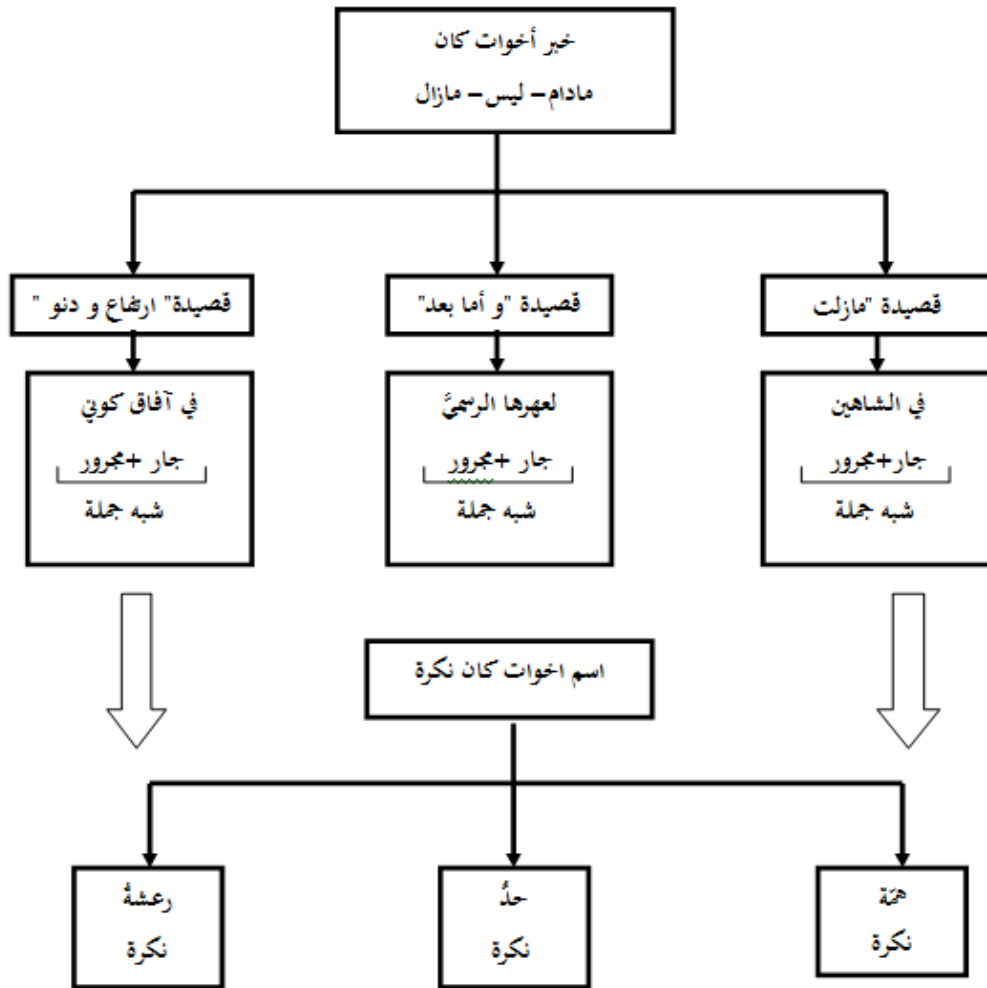 خبر أخوات كان
مادام– ليس– مازال
قصيدة "مازلت
قصيدة "و أما بعد"
قصيدة" ارتفاع و دنو "
في الشاهين
جار+مجرور
شبه جملة
لعهرها الرسميَّ
جار +مجرور
شبه جملة
في آفاق كوني
جار +مجرور
شبه جملة
اسم اخوات كان نكرة
همّة
نكرة
حدُّ
نكرة
رعشةُ
نكرة